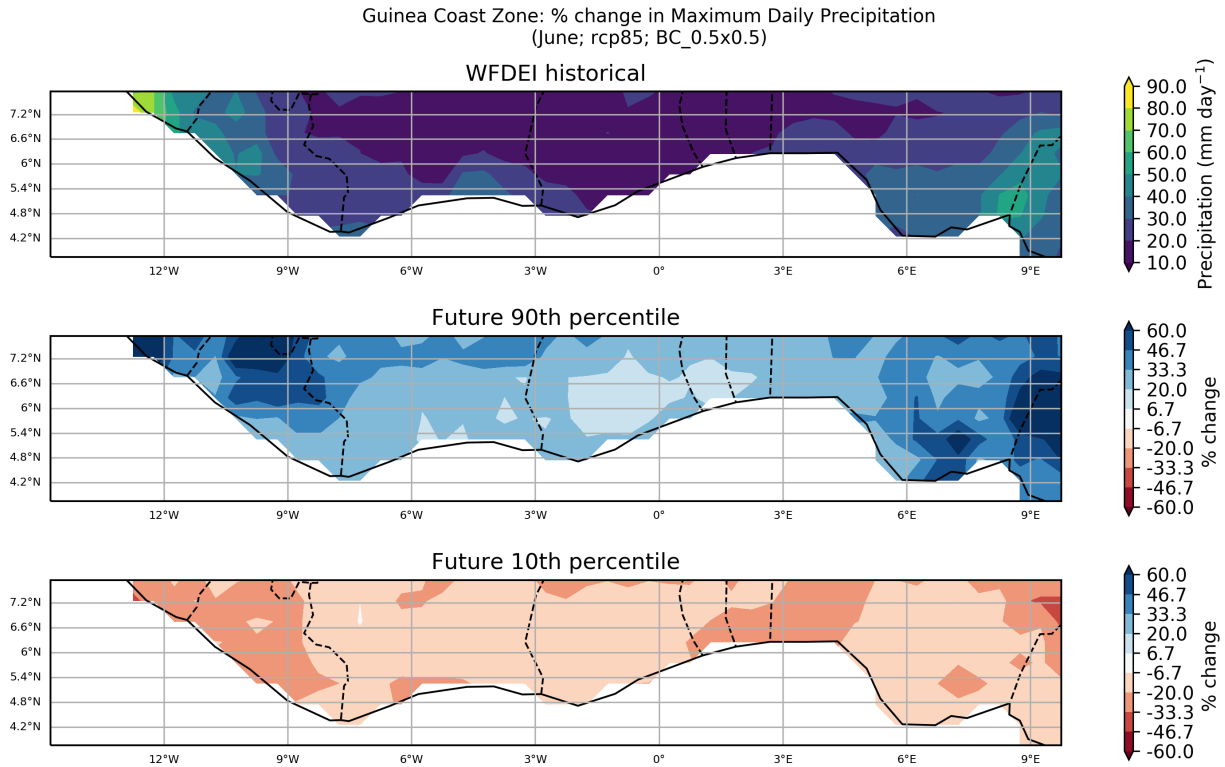 Guinea Coast Zone: % change in Maximum Daily Precipitation
(June; rcp85; BC_0.5x0.5)
WFDEI historical
7.2°N
6.6°N
6°N
5.4°N
4.8°N
4.2°N
12°W 9°W 6°W 3°W 0° 3°E 6°E 9°E
90.0
80.0
70.0
60.0
50.0
40.0
30.0
20.0
10.0
Precipitation (mm day⁻¹)
Future 90th percentile
7.2°N
6.6°N
6°N
5.4°N
4.8°N
4.2°N
12°W 9°W 6°W 3°W 0° 3°E 6°E 9°E
60.0
46.7
33.3
20.0
6.7
-6.7
-20.0
-33.3
-46.7
-60.0
% change
Future 10th percentile
7.2°N
6.6°N
6°N
5.4°N
4.8°N
4.2°N
12°W 9°W 6°W 3°W 0° 3°E 6°E 9°E
60.0
46.7
33.3
20.0
6.7
-6.7
-20.0
-33.3
-46.7
-60.0
% change